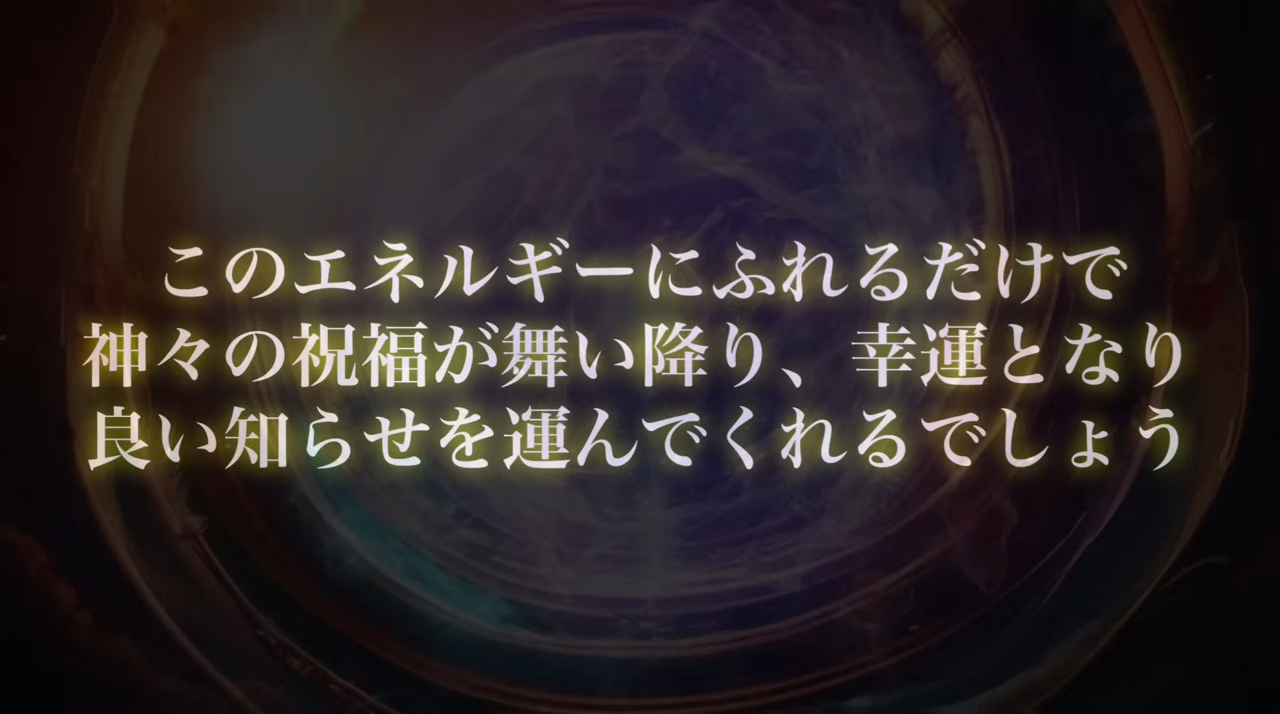 このエネルギーにふれるだけで
神々の祝福が舞い降り、幸運となり
良い知らせを運んでくれるでしょう